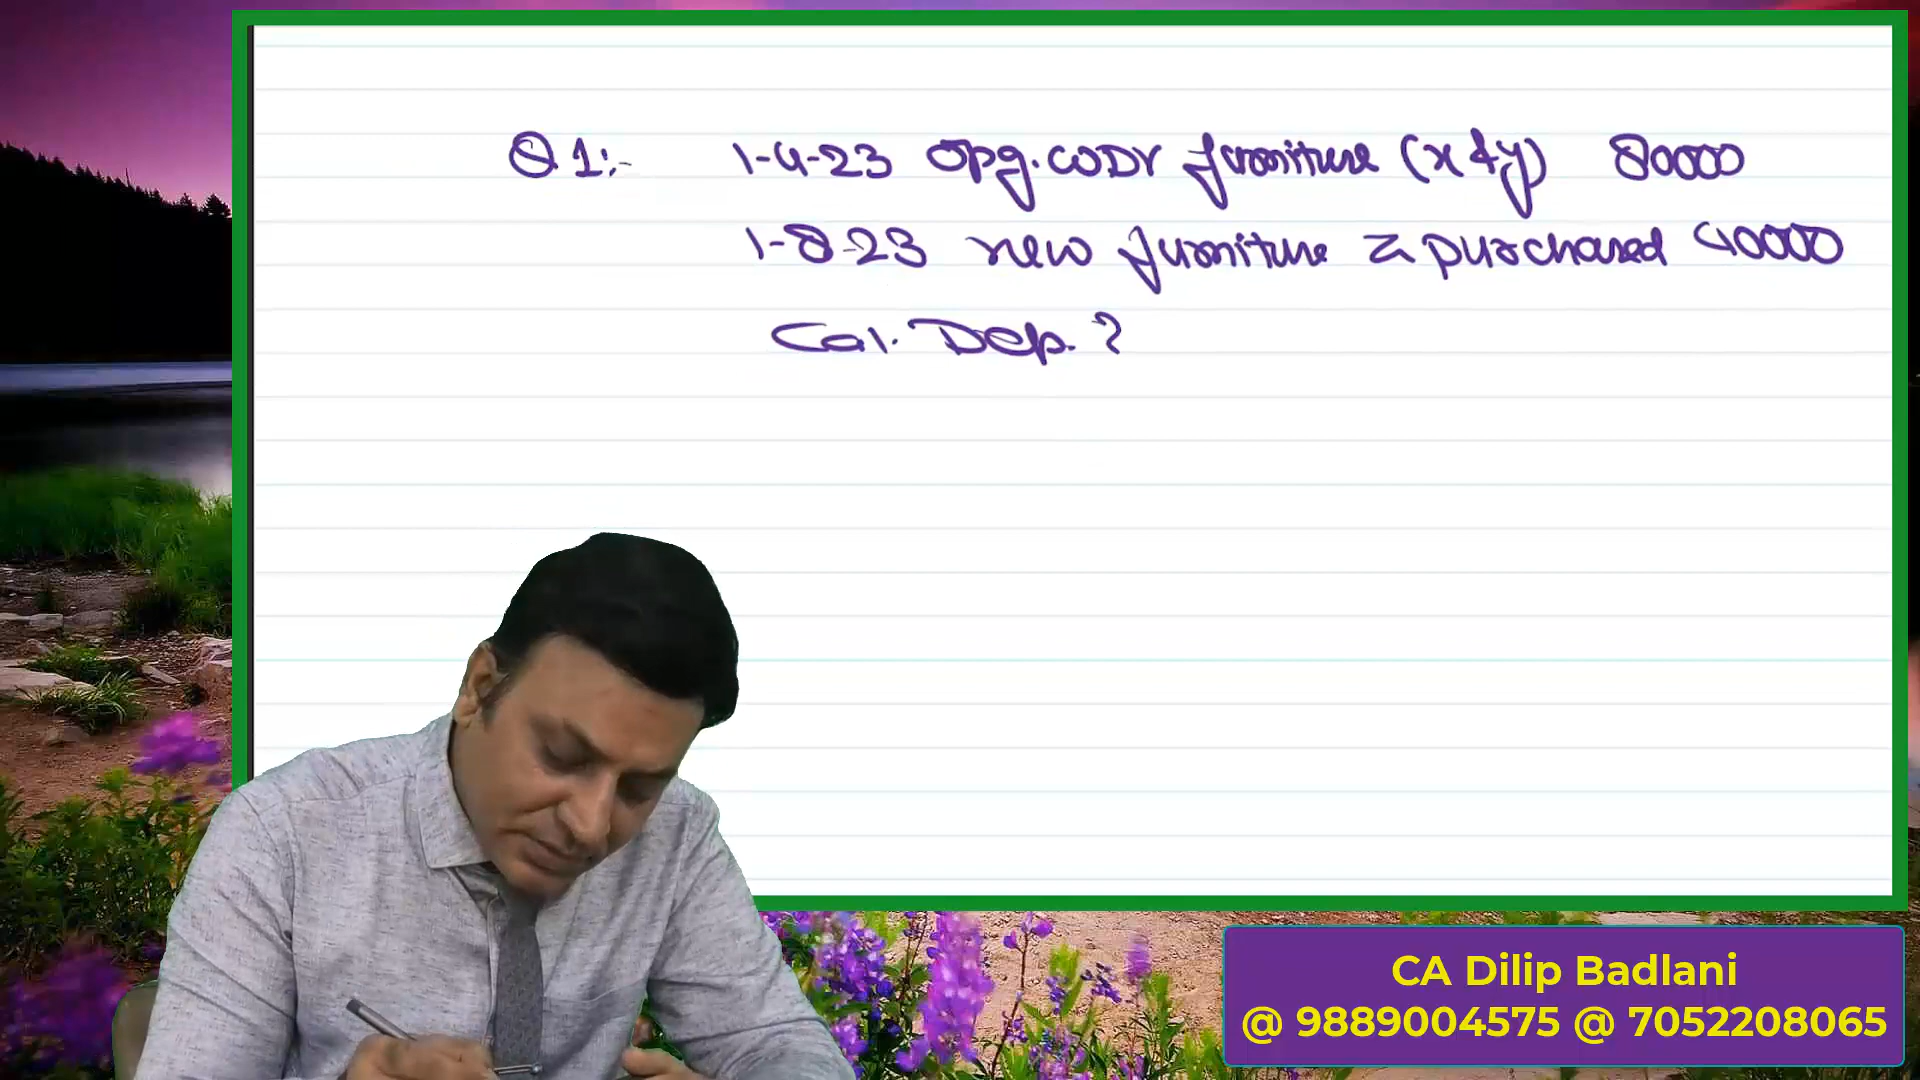 Q.1:- 1-4-23 Opg. WDV furniture (x & y) 80000
1-8-23 new furniture z purchased 40000
Cal. Dep. ?
CA Dilip Badlani
@ 9889004575 @ 7052208065